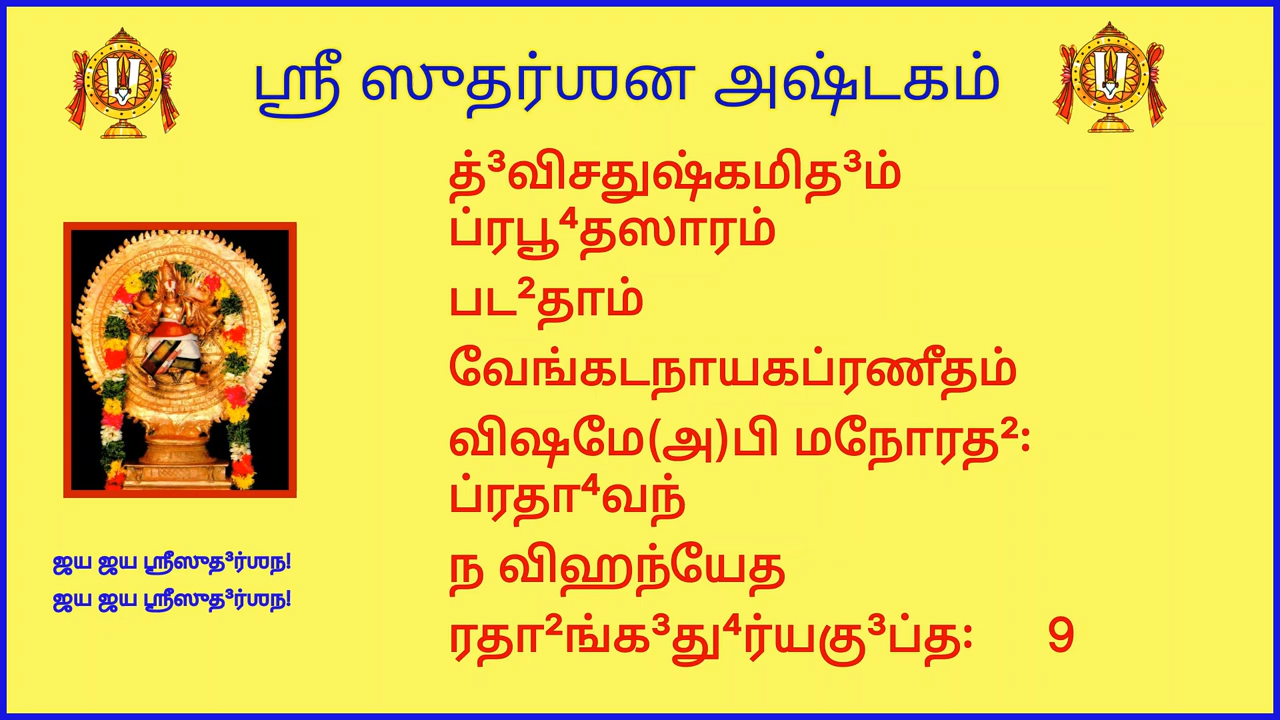 ஸ்ரீ ஸுதர்ஶன அஷ்டகம்
த்³விசதுஷ்கமித³ம்
ப்ரபூ⁴தஸாரம்
பட²தாம்
வேங்கடநாயகப்ரணீதம்
விஷமே(அ)பி மநோரத²:
ப்ரதா⁴வந்
ந விஹந்யேத
ரதா²ங்க³து⁴ர்யகு³ப்த: 9
ஜய ஜய ஸ்ரீஸுத³ர்ஶந!
ஜய ஜய ஸ்ரீஸுத³ர்ஶந!